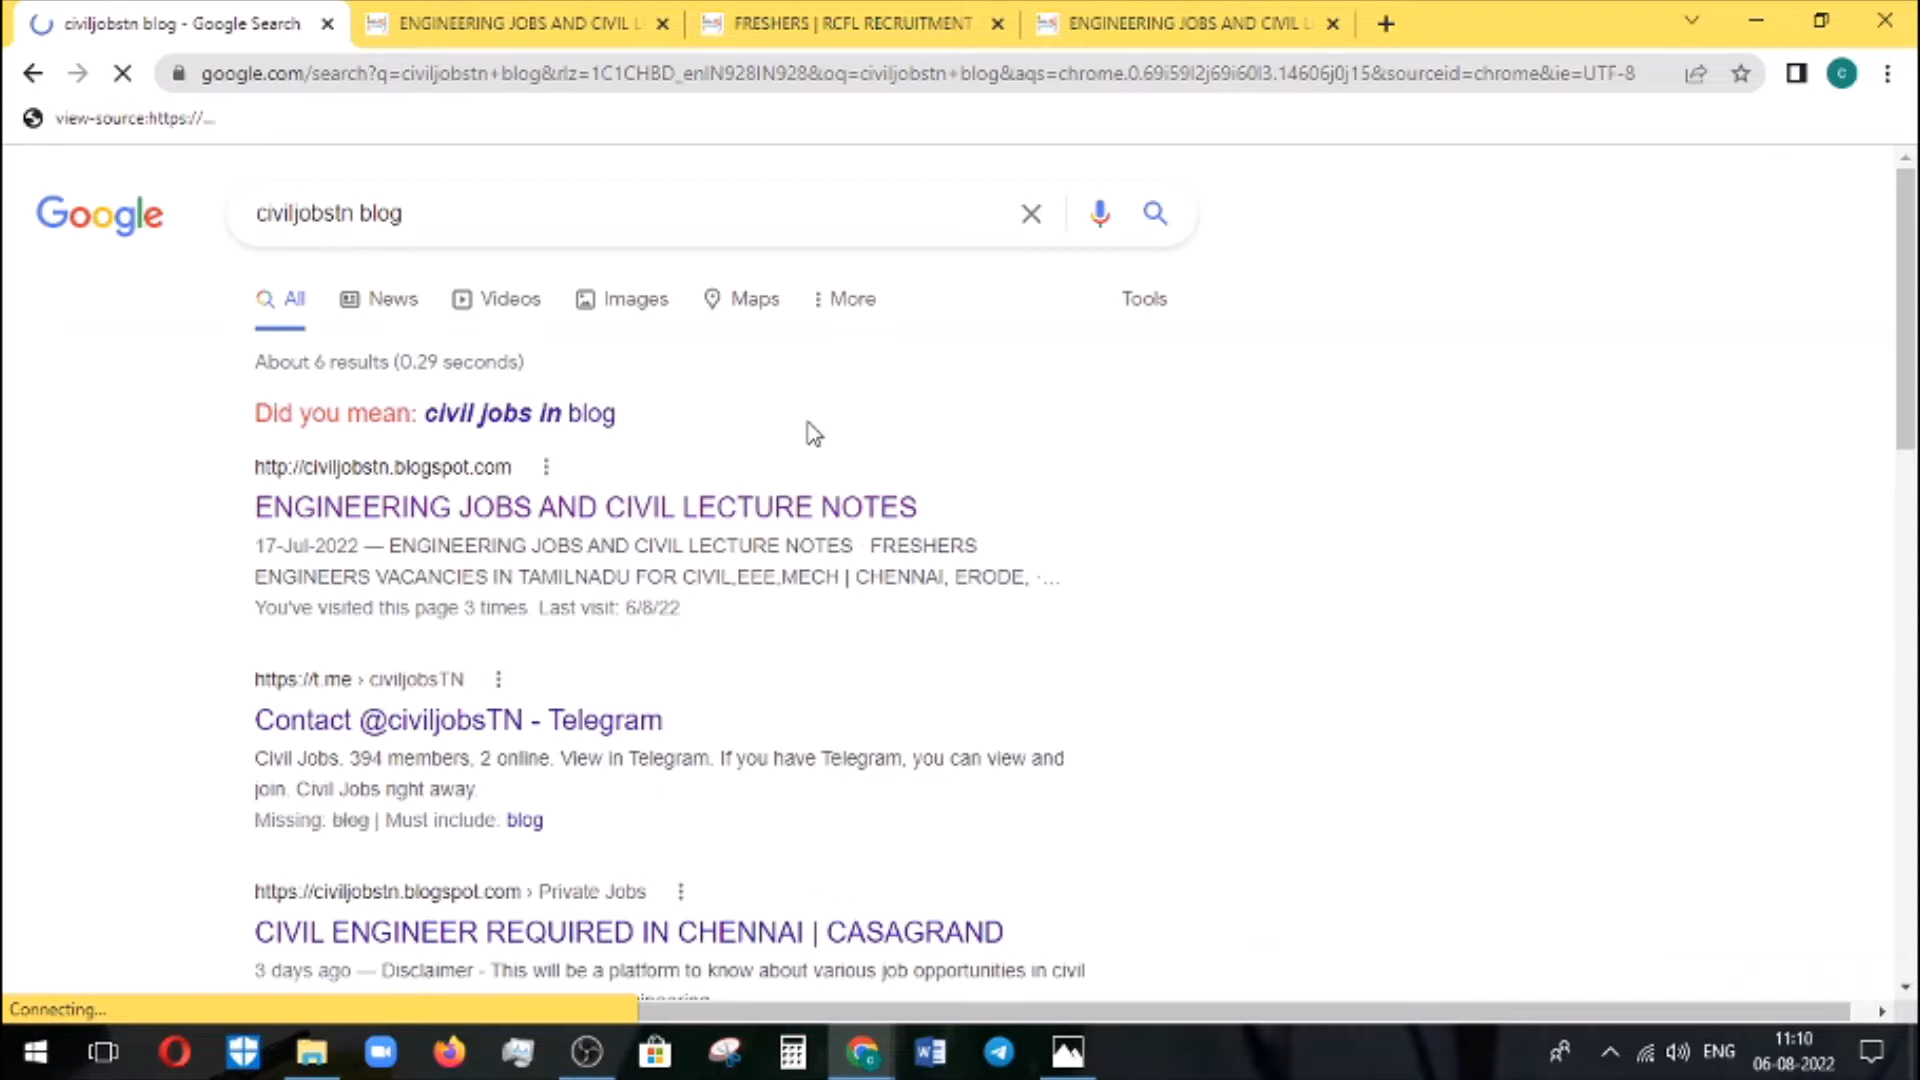 civiljobstn blog - Google Search
ENGINEERING JOBS AND CIVIL L
FRESHERS | RCFL RECRUITMENT
ENGINEERING JOBS AND CIVIL L
google.com/search?q=civiljobstn+blog&rlz=1C1CHBD_enIN928IN928&oq=civiljobstn+blog&aqs=chrome.0.69i59l2j69i60l3.14606j0j15&sourceid=chrome&ie=UTF-8
C
view-source:https://...
Google
civiljobstn blog
All
News
Videos
Images
Maps
More
Tools
About 6 results (0.29 seconds)
Did you mean: civil jobs in blog
http://civiljobstn.blogspot.com
ENGINEERING JOBS AND CIVIL LECTURE NOTES
17-Jul-2022 — ENGINEERING JOBS AND CIVIL LECTURE NOTES · FRESHERS
ENGINEERS VACANCIES IN TAMILNADU FOR CIVIL,EEE,MECH | CHENNAI, ERODE, ·...
You've visited this page 3 times. Last visit: 6/8/22
https://t.me › civiljobsTN
Contact @civiljobsTN - Telegram
Civil Jobs. 394 members, 2 online. View in Telegram. If you have Telegram, you can view and
join. Civil Jobs right away.
Missing: blog | Must include: blog
https://civiljobstn.blogspot.com › Private Jobs
CIVIL ENGINEER REQUIRED IN CHENNAI | CASAGRAND
3 days ago — Disclaimer - This will be a platform to know about various job opportunities in civil
Connecting...
ENG
11:10
06-08-2022